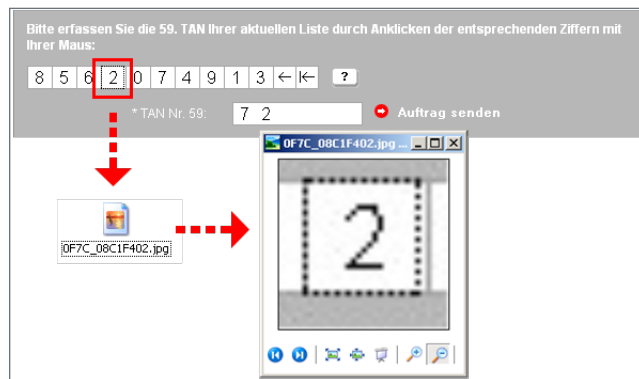 Bitte erfassen Sie die 59. TAN Ihrer aktuellen Liste durch Anklicken der entsprechenden Ziffern mit
Ihrer Maus:
8 5 6 2 0 7 4 9 1 3 ← I← ?
* TAN Nr. 59: 7 2 Auftrag senden
0F7C_08C1F402.jpg ...
2
0F7C_08C1F402.jpg